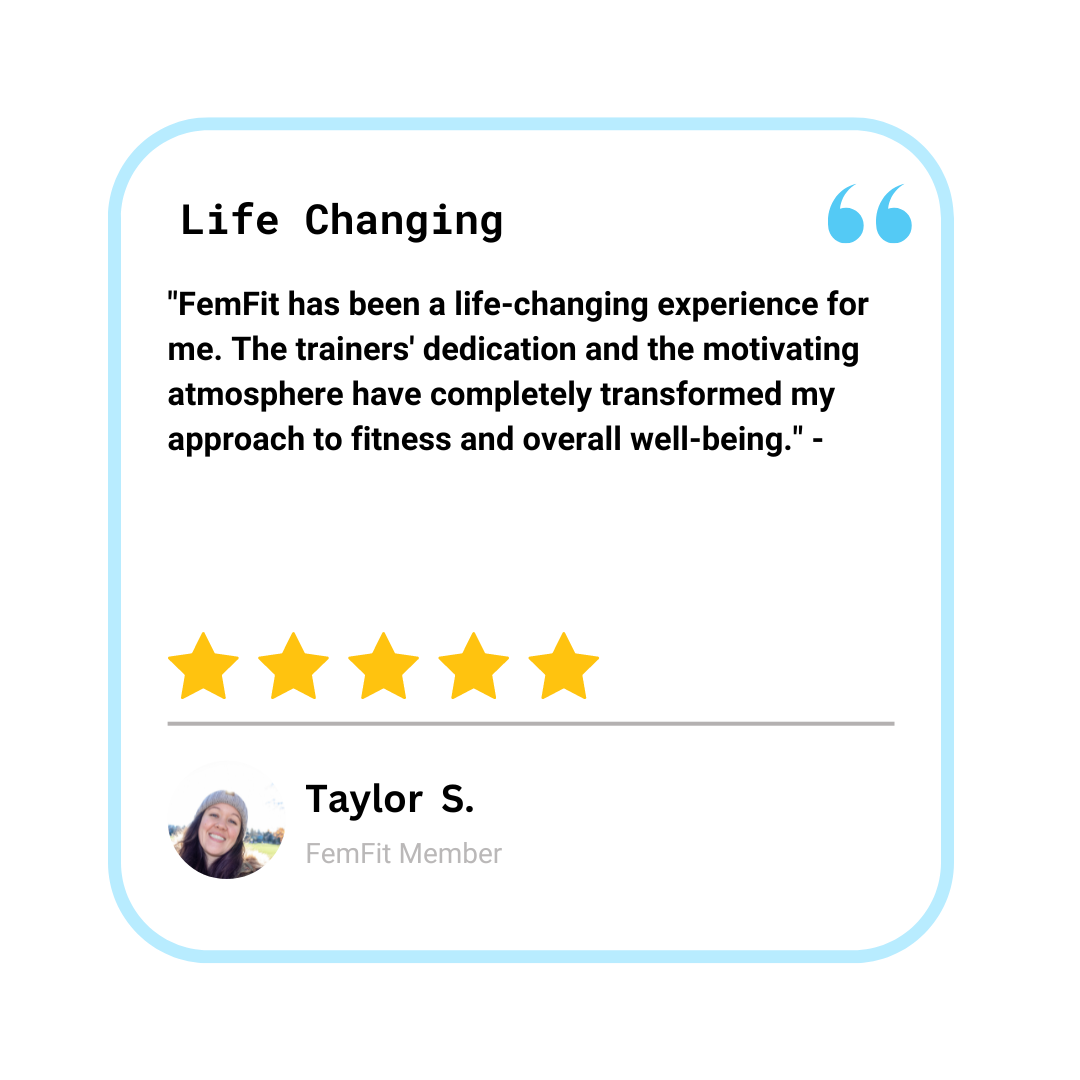 Life Changing
"FemFit has been a life-changing experience for
me. The trainers' dedication and the motivating
atmosphere have completely transformed my
approach to fitness and overall well-being." -
Taylor S.
FemFit Member